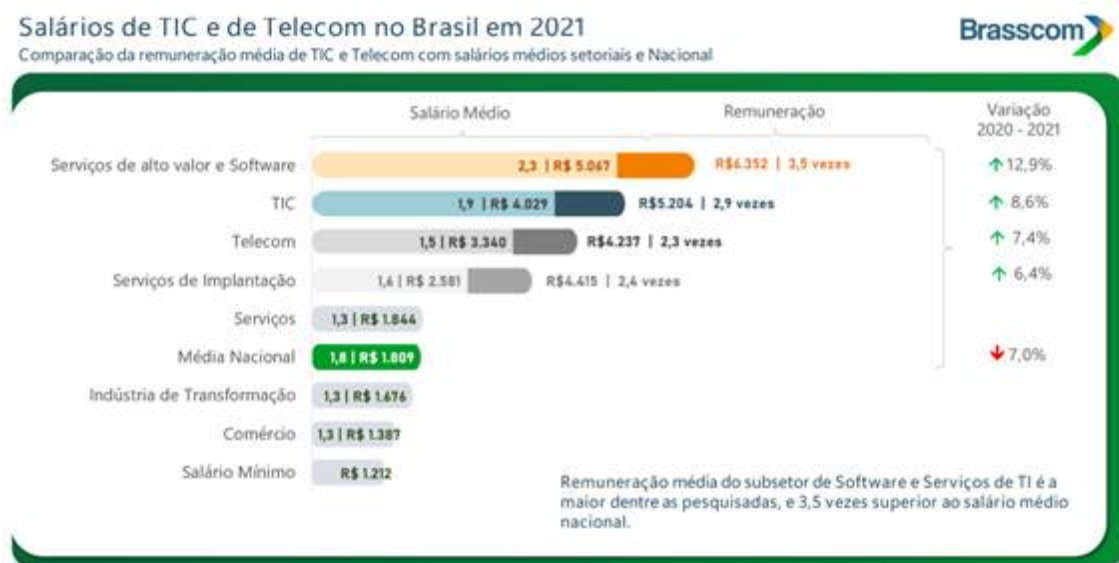 Salários de TIC e de Telecom no Brasil em 2021
Brasscom
Comparação da remuneração média de TIC e Telecom com salários médios setoriais e Nacional
Salário Médio
Remuneração
Variação
2020 - 2021
Serviços de alto valor e Software 2,3 | R$ 5.047 R$6.352 | 3,5 vezes 12,9%
TIC 1,9 | R$ 4.029 R$5.204 | 2,9 vezes 8,6%
Telecom 1,5 | R$ 3.340 R$4.237 | 2,3 vezes 7,4%
Serviços de Implantação 1,4 | R$ 2.581 R$4.415 | 2,4 vezes 6,4%
Serviços 1,3 | R$ 1.844
Média Nacional 1,8 | R$ 1.809 7,0%
Indústria de Transformação 1,3 | R$ 1.676
Comércio 1,3 | R$ 1.387
Salário Mínimo R$ 1.212
Remuneração média do subsetor de Software e Serviços de TI é a
maior dentre as pesquisadas, e 3,5 vezes superior ao salário médio
nacional.